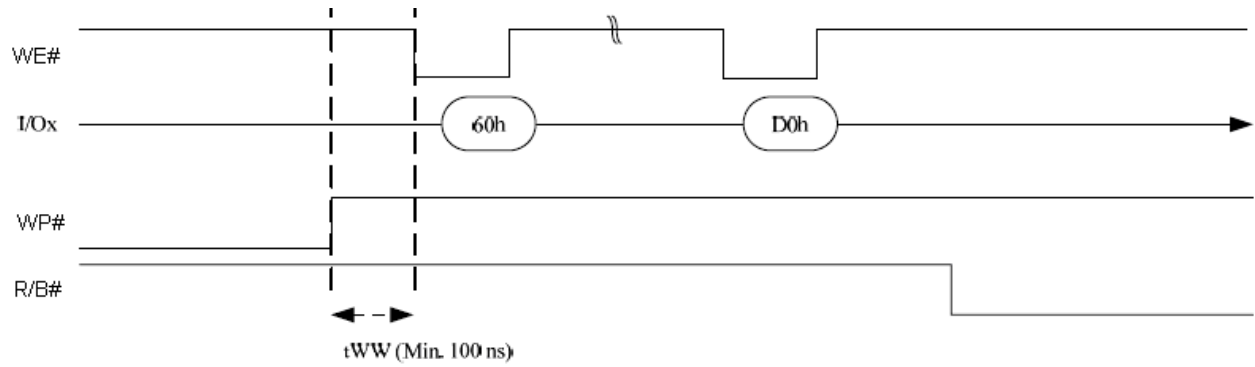 WE#
I/Ox
60h
D0h
WP#
R/B#
tWW (Min. 100 ns)